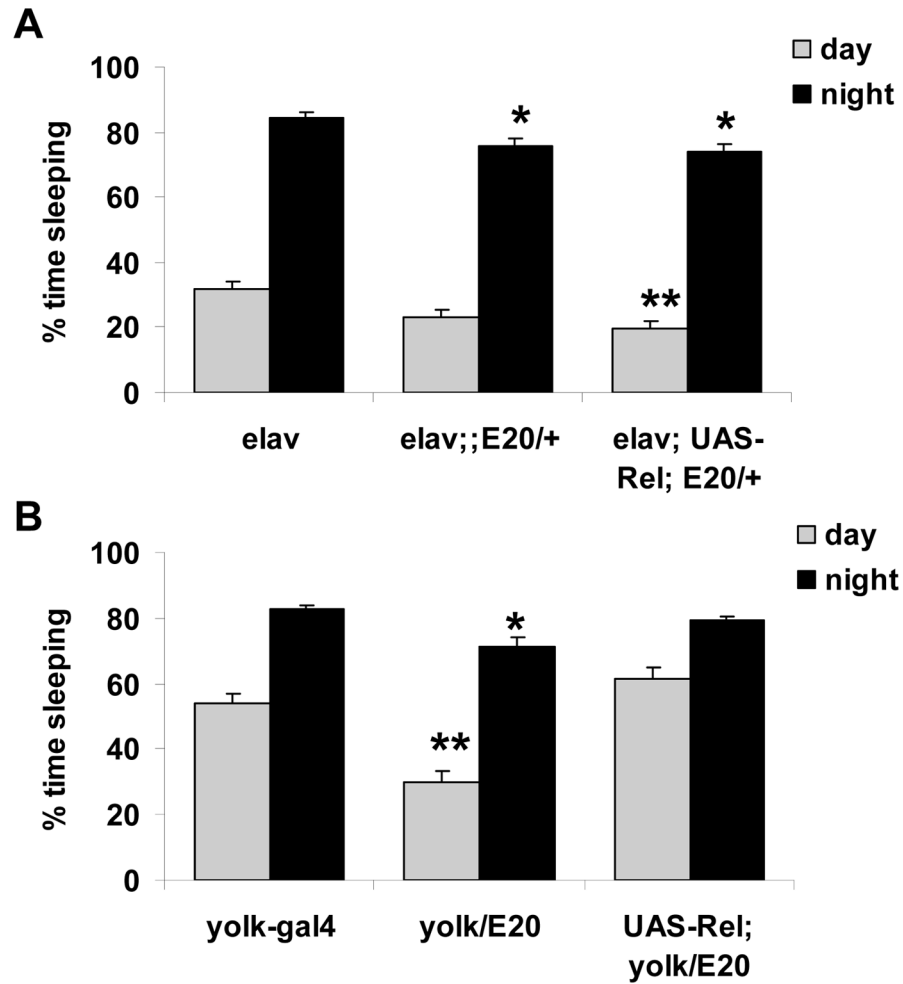 A
day
night
100
80
60
40
20
0
% time sleeping
*
*
**
elav
elav;;E20/+
elav; UAS-
Rel; E20/+
B
day
night
100
80
60
40
20
0
% time sleeping
*
**
yolk-gal4
yolk/E20
UAS-Rel;
yolk/E20